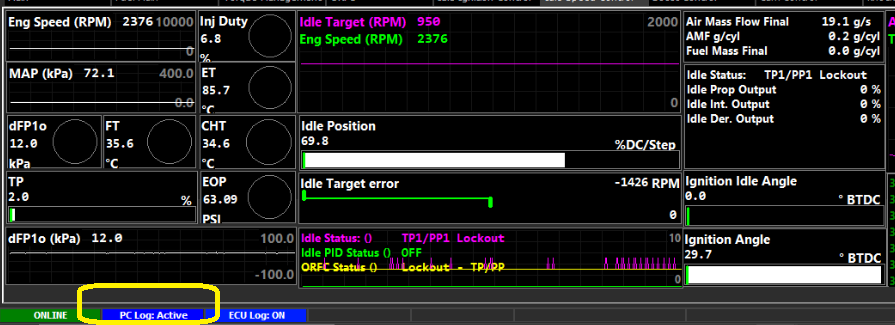 Idle Speed Control
Eng Speed (RPM) 2376 10000
0
MAP (kPa) 72.1 400.0
0.0
dFP1o
12.0
kPa
FT
35.6
°C
TP
2.0
%
dFP1o (kPa) 12.0 100.0
-100.0
Inj Duty
6.8
%
ET
85.7
°C
CHT
34.6
°C
EOP
63.09
PSI
Idle Target (RPM) 950 2000
Eng Speed (RPM) 2376
0
Idle Position
69.8
%DC/Step
Idle Target error -1426 RPM
0
Idle Status: () TP1/PP1 Lockout 10
Idle PID Status () OFF
ORFC Status () Lockout - TP/PP
0
Air Mass Flow Final 19.1 g/s
AMF g/cyl 0.2 g/cyl
Fuel Mass Final 0.0 g/cyl
Idle Status: TP1/PP1 Lockout
Idle Prop Output 0 %
Idle Int. Output 0 %
Idle Der. Output 0 %
Ignition Idle Angle
0.0
° BTDC
Ignition Angle
29.7
° BTDC
ONLINE PC Log: Active ECU Log: ON